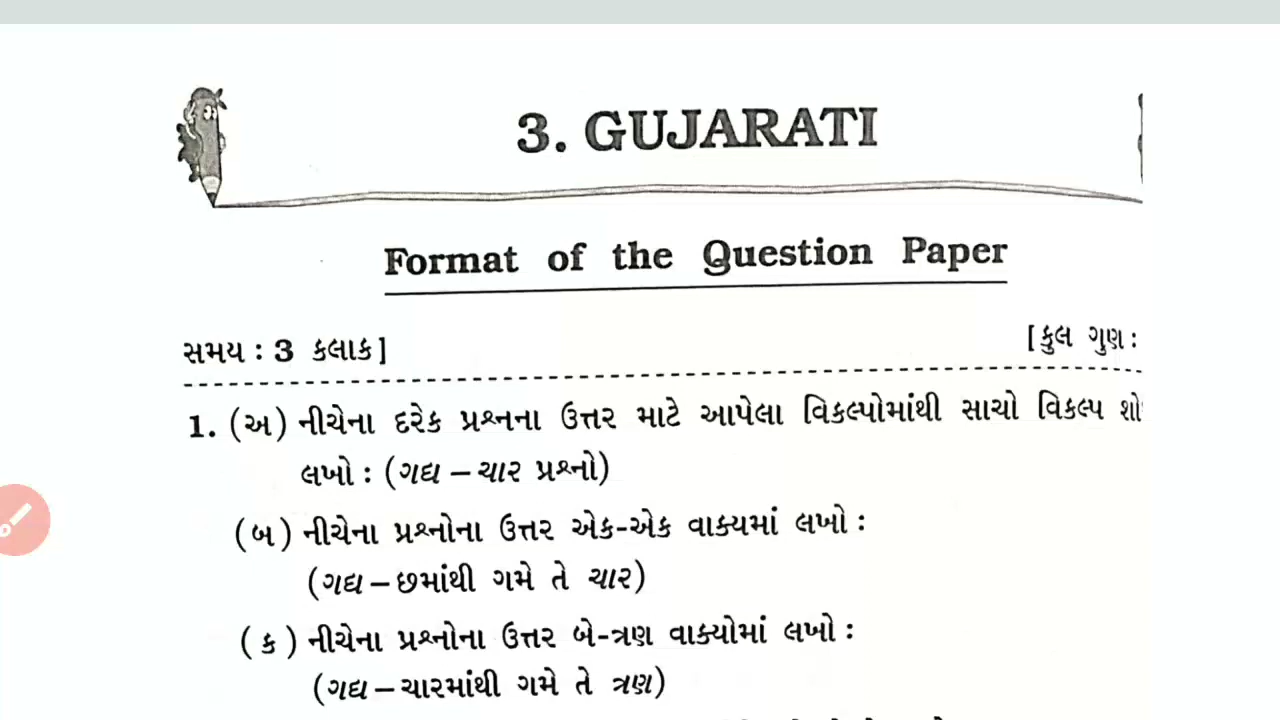 3. GUJARATI
Format of the Question Paper
સમય : 3 કલાક] [કુલ ગુણ :
1. (અ) નીચેના દરેક પ્રશ્નના ઉત્તર માટે આપેલા વિકલ્પોમાંથી સાચો વિકલ્પ
લખો : (ગદ્ય – ચાર પ્રશ્નો)
(બ) નીચેના પ્રશ્નોના ઉત્તર એક-એક વાક્યમાં લખો :
(ગદ્ય – છમાંથી ગમે તે ચાર)
(ક) નીચેના પ્રશ્નોના ઉત્તર બે-ત્રણ વાક્યોમાં લખો :
(ગદ્ય – ચારમાંથી ગમે તે ત્રણ)